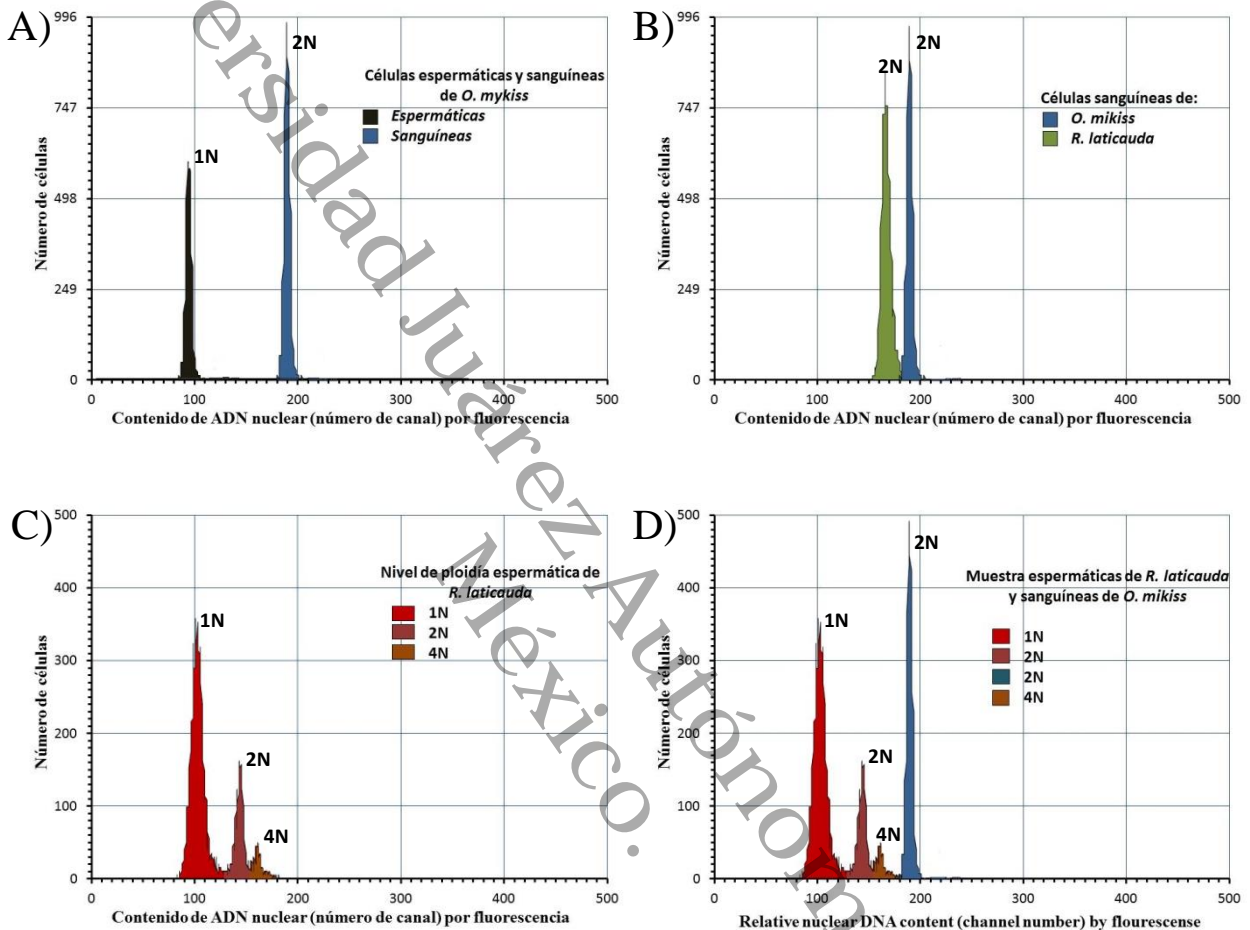 A)
996
747
498
249
0
Número de células
1N
2N
Células espermáticas y sanguíneas
de O. mykiss
Espermáticas
Sanguíneas
0 100 200 300 400 500
Contenido de ADN nuclear (número de canal) por fluorescencia
B)
996
747
498
249
0
Número de células
2N
2N
Células sanguíneas de:
O. mikiss
R. laticauda
0 100 200 300 400 500
Contenido de ADN nuclear (número de canal) por fluorescencia
C)
500
400
300
200
100
0
Número de células
1N
2N
4N
Nivel de ploidía espermática de
R. laticauda
1N
2N
4N
0 100 200 300 400 500
Contenido de ADN nuclear (número de canal) por fluorescencia
D)
500
400
300
200
100
0
Número de células
1N
2N
4N
2N
Muestra espermáticas de R. laticauda
y sanguíneas de O. mikiss
1N
2N
2N
4N
0 100 200 300 400 500
Relative nuclear DNA content (channel number) by flourescense
ersidad Juárez Autónom
México.